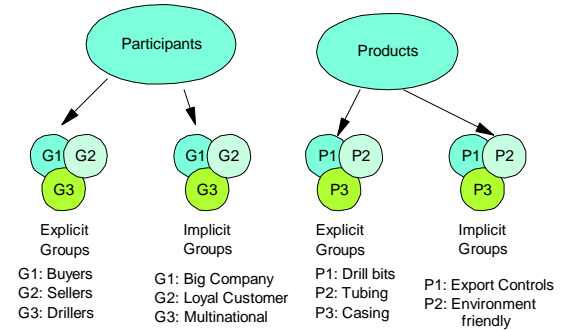 Participants
Products
G1 G2
G3
G1 G2
G3
P1 P2
P3
P1 P2
P3
Explicit
Groups
G1: Buyers
G2: Sellers
G3: Drillers
Implicit
Groups
G1: Big Company
G2: Loyal Customer
G3: Multinational
Explicit
Groups
P1: Drill bits
P2: Tubing
P3: Casing
Implicit
Groups
P1: Export Controls
P2: Environment
friendly